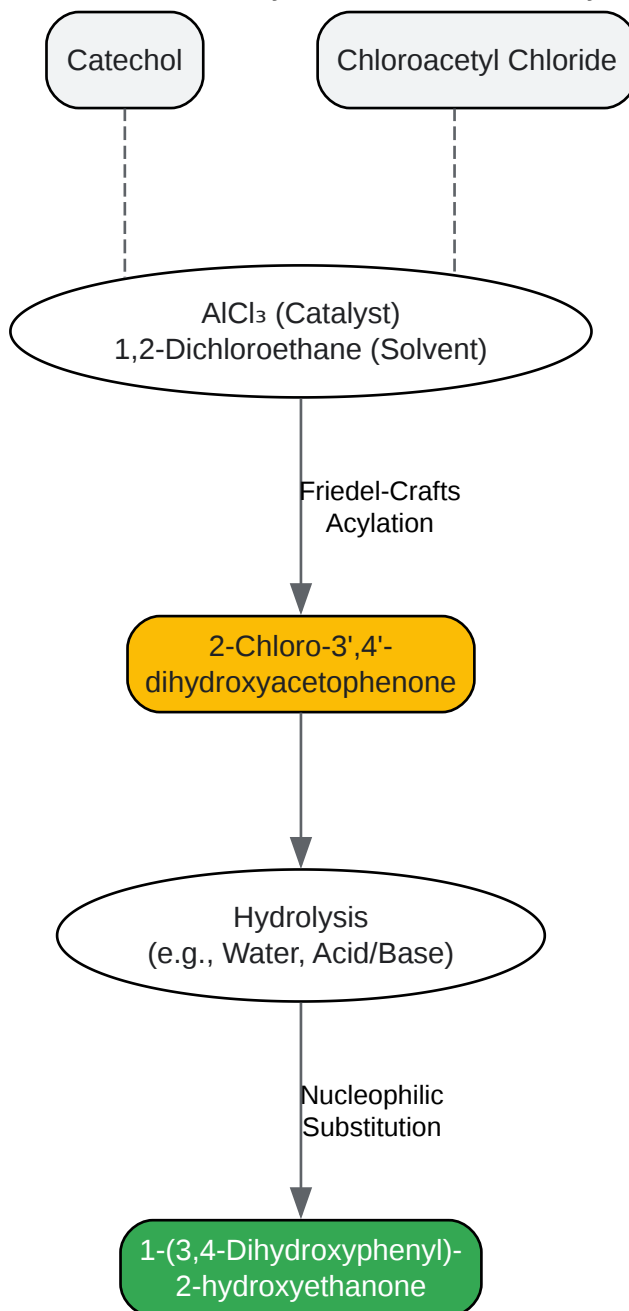 Catechol
Chloroacetyl Chloride
AlCl₃ (Catalyst)
1,2-Dichloroethane (Solvent)
Friedel-Crafts
Acylation
2-Chloro-3',4'-
dihydroxyacetophenone
Hydrolysis
(e.g., Water, Acid/Base)
Nucleophilic
Substitution
1-(3,4-Dihydroxyphenyl)-
2-hydroxyethanone